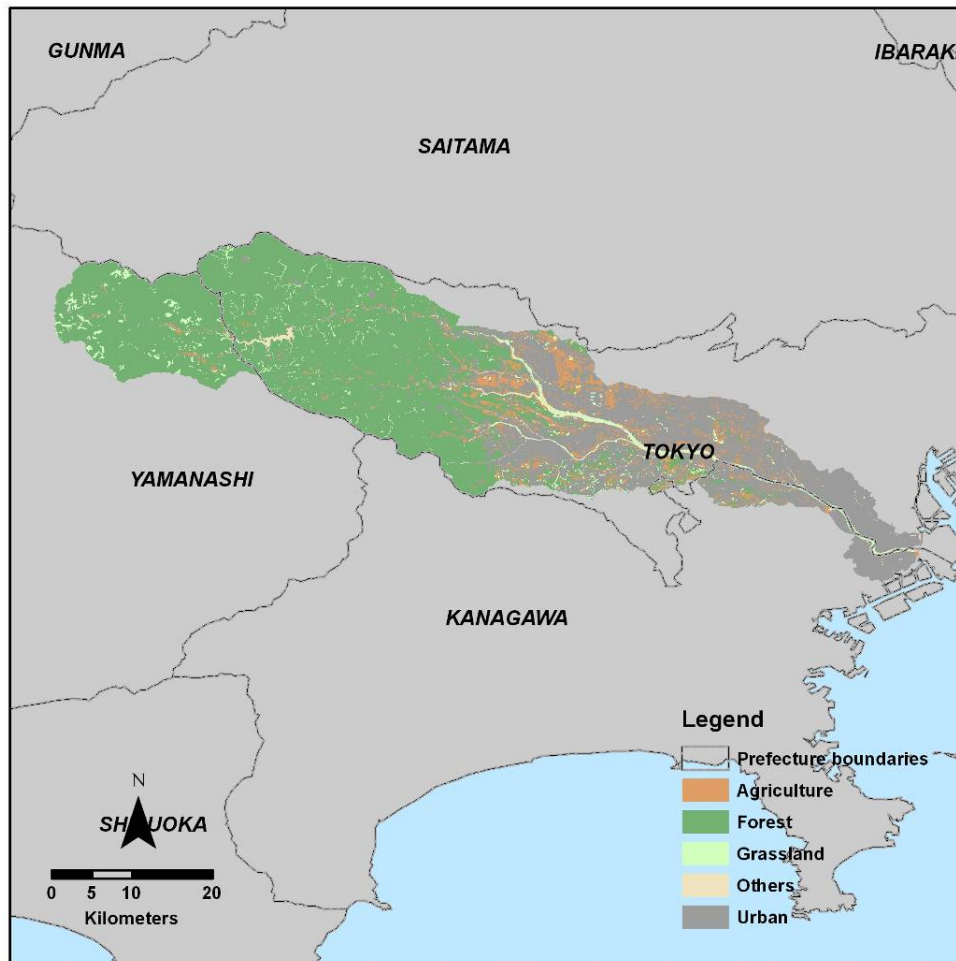 GUNMA
IBARAK
SAITAMA
TOKYO
YAMANASHI
KANAGAWA
Legend
Prefecture boundaries
Agriculture
Forest
Grassland
Others
Urban
N
0 5 10 20
Kilometers